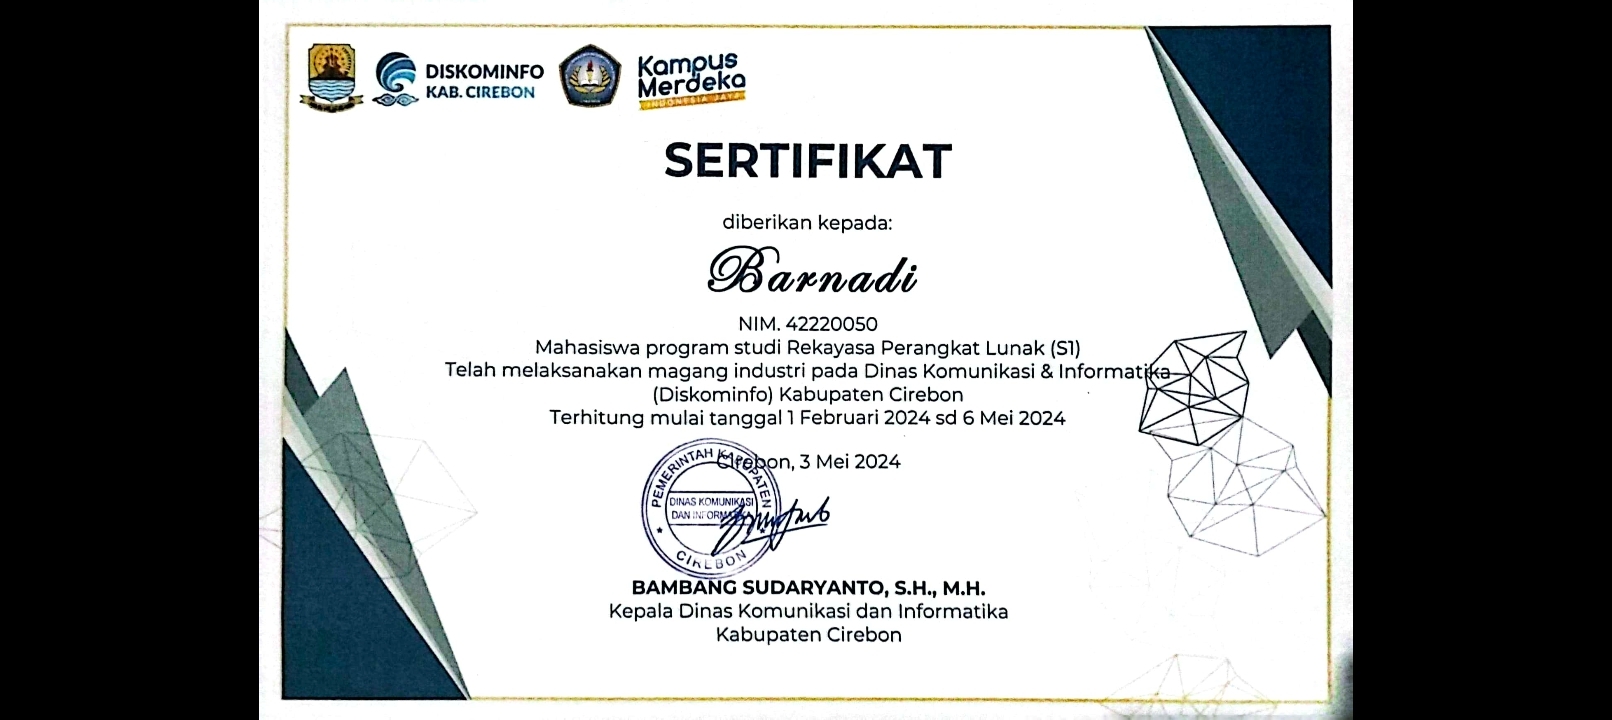 DISKOMINFO
KAB. CIREBON
Kampus
Merdeka
INDONESIA JAYA
SERTIFIKAT
diberikan kepada:
Barnadi
NIM. 42220050
Mahasiswa program studi Rekayasa Perangkat Lunak (S1)
Telah melaksanakan magang industri pada Dinas Komunikasi & Informatika
(Diskominfo) Kabupaten Cirebon
Terhitung mulai tanggal 1 Februari 2024 sd 6 Mei 2024
Cirebon, 3 Mei 2024
PEMERINTAH KABUPATEN
DINAS KOMUNIKASI
DAN INFORMATIKA
CIREBON
BAMBANG SUDARYANTO, S.H., M.H.
Kepala Dinas Komunikasi dan Informatika
Kabupaten Cirebon